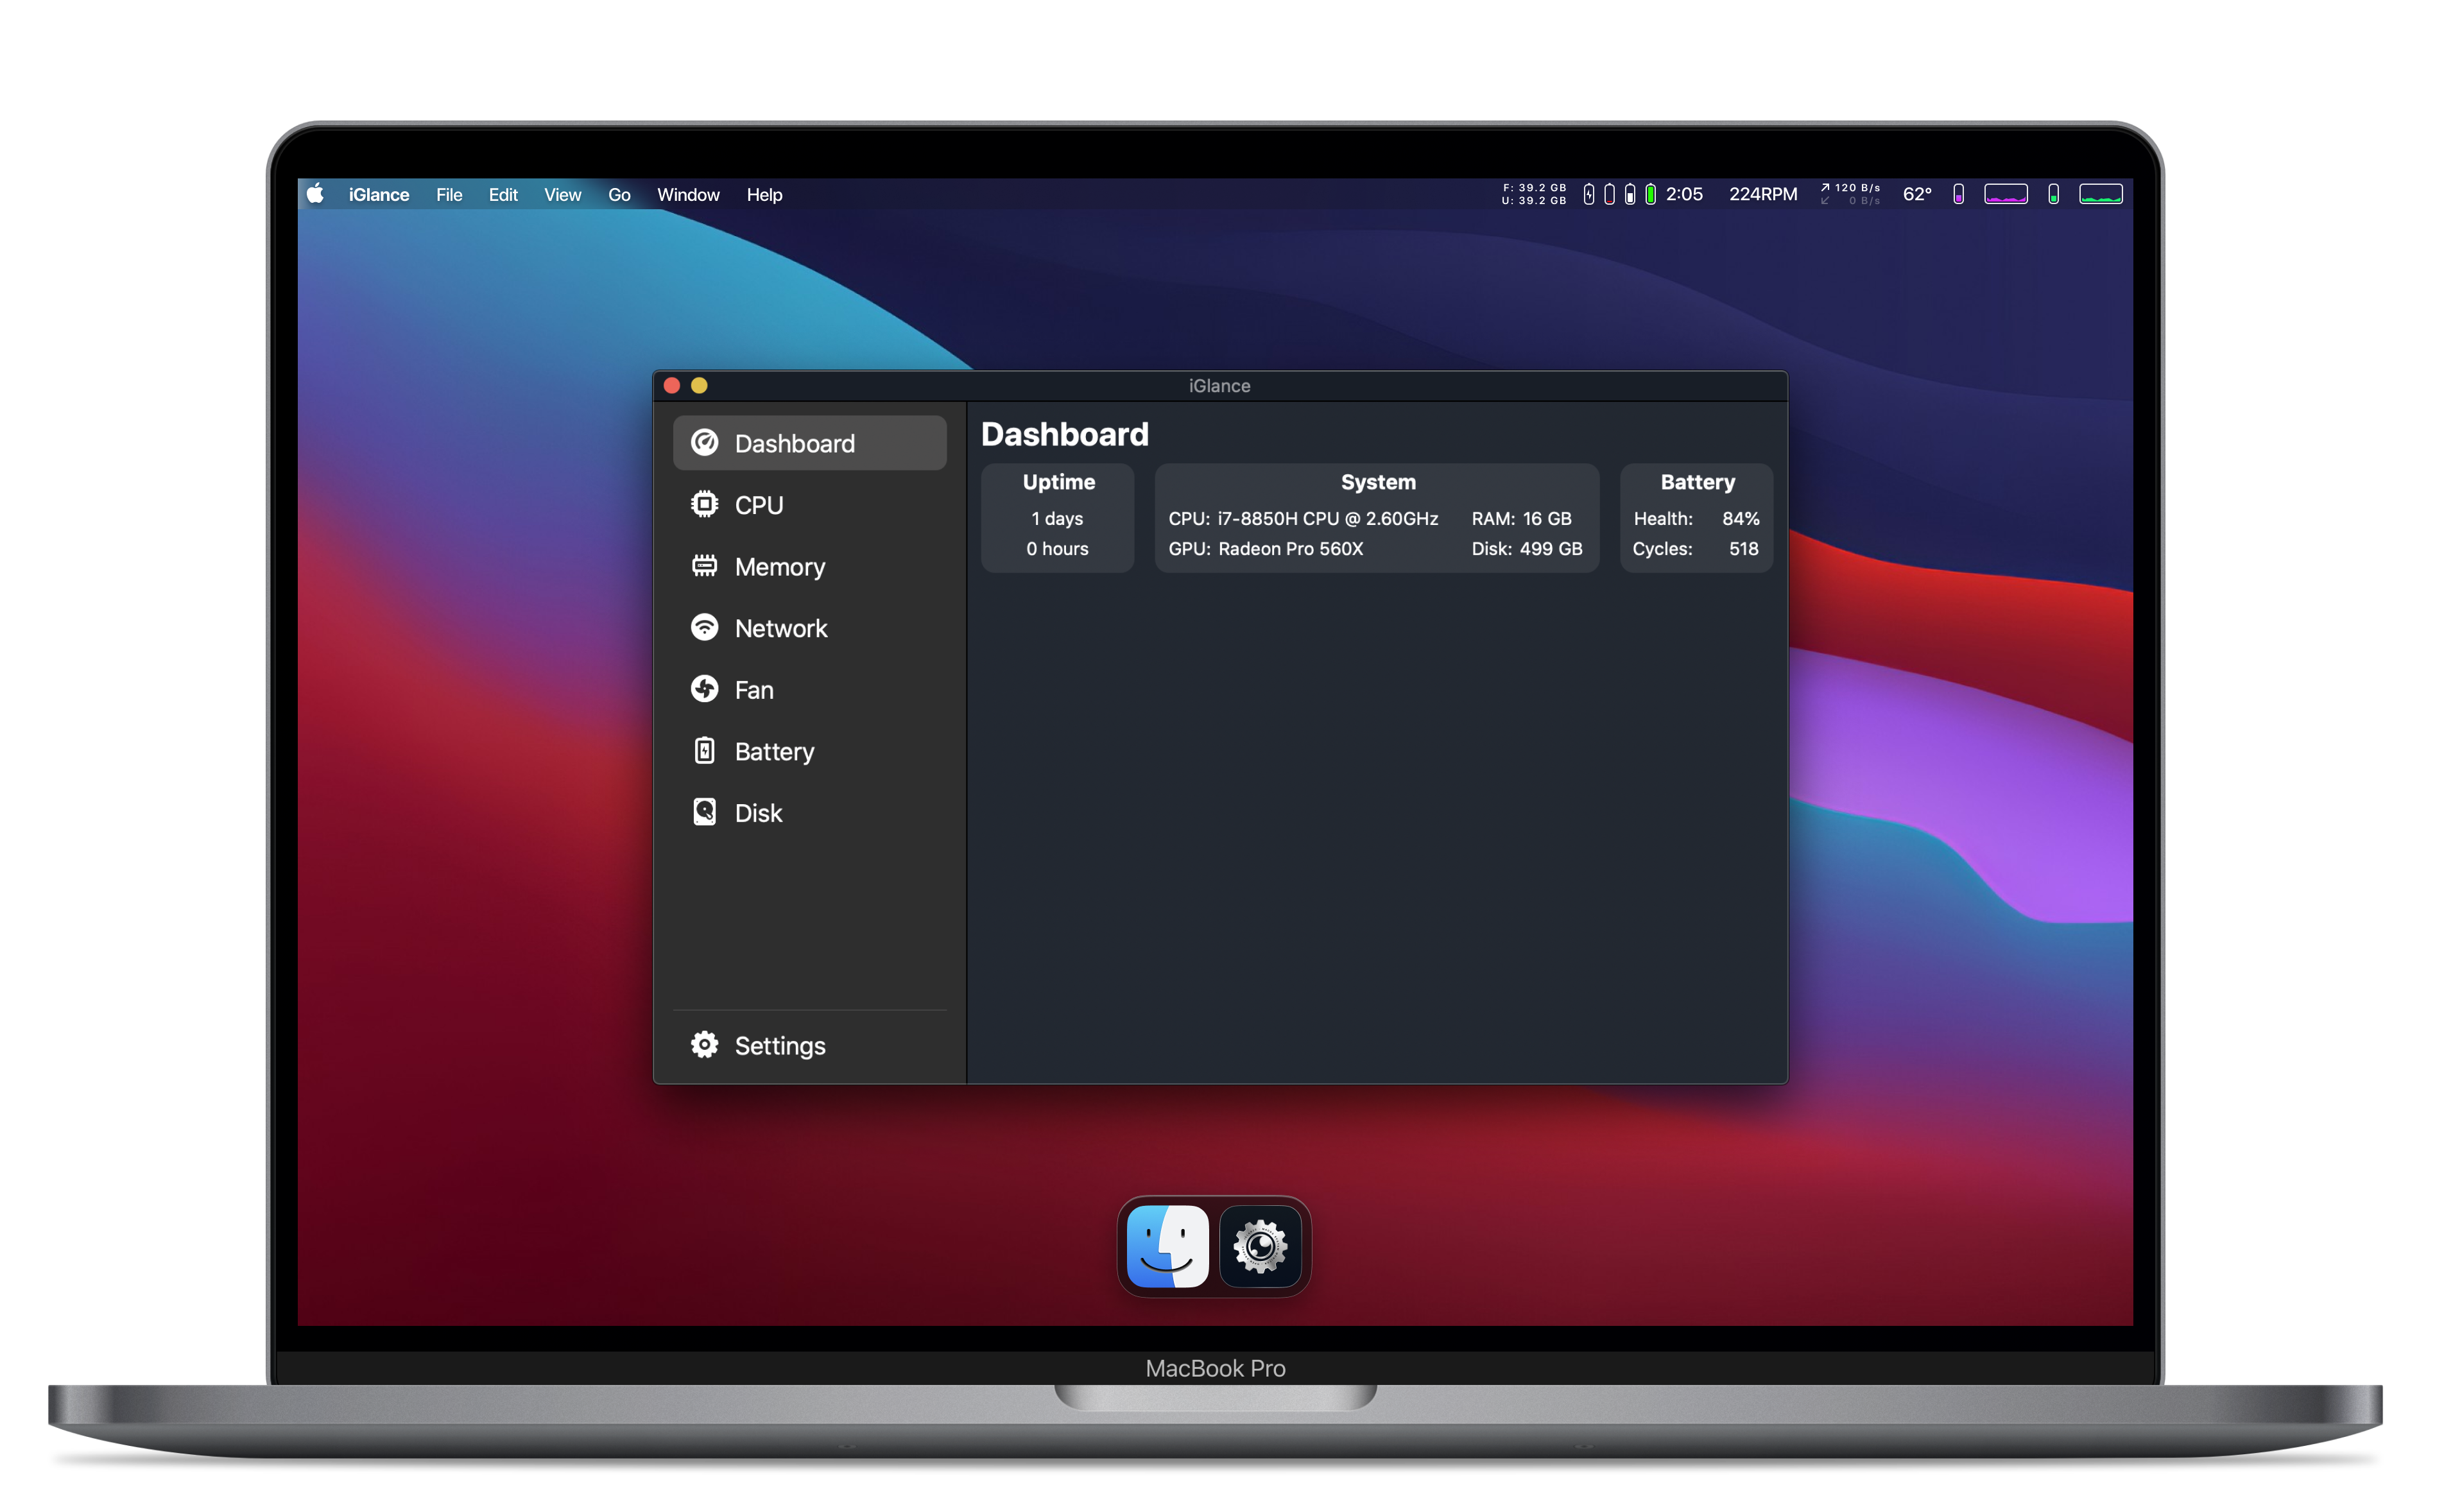 iGlance File Edit View Go Window Help
F: 39.2 GB
U: 39.2 GB
2:05 224RPM
120 B/s
0 B/s
62°
iGlance
Dashboard
CPU
Memory
Network
Fan
Battery
Disk
Settings
Dashboard
Uptime
1 days
0 hours
System
CPU: i7-8850H CPU @ 2.60GHz RAM: 16 GB
GPU: Radeon Pro 560X Disk: 499 GB
Battery
Health: 84%
Cycles: 518
MacBook Pro